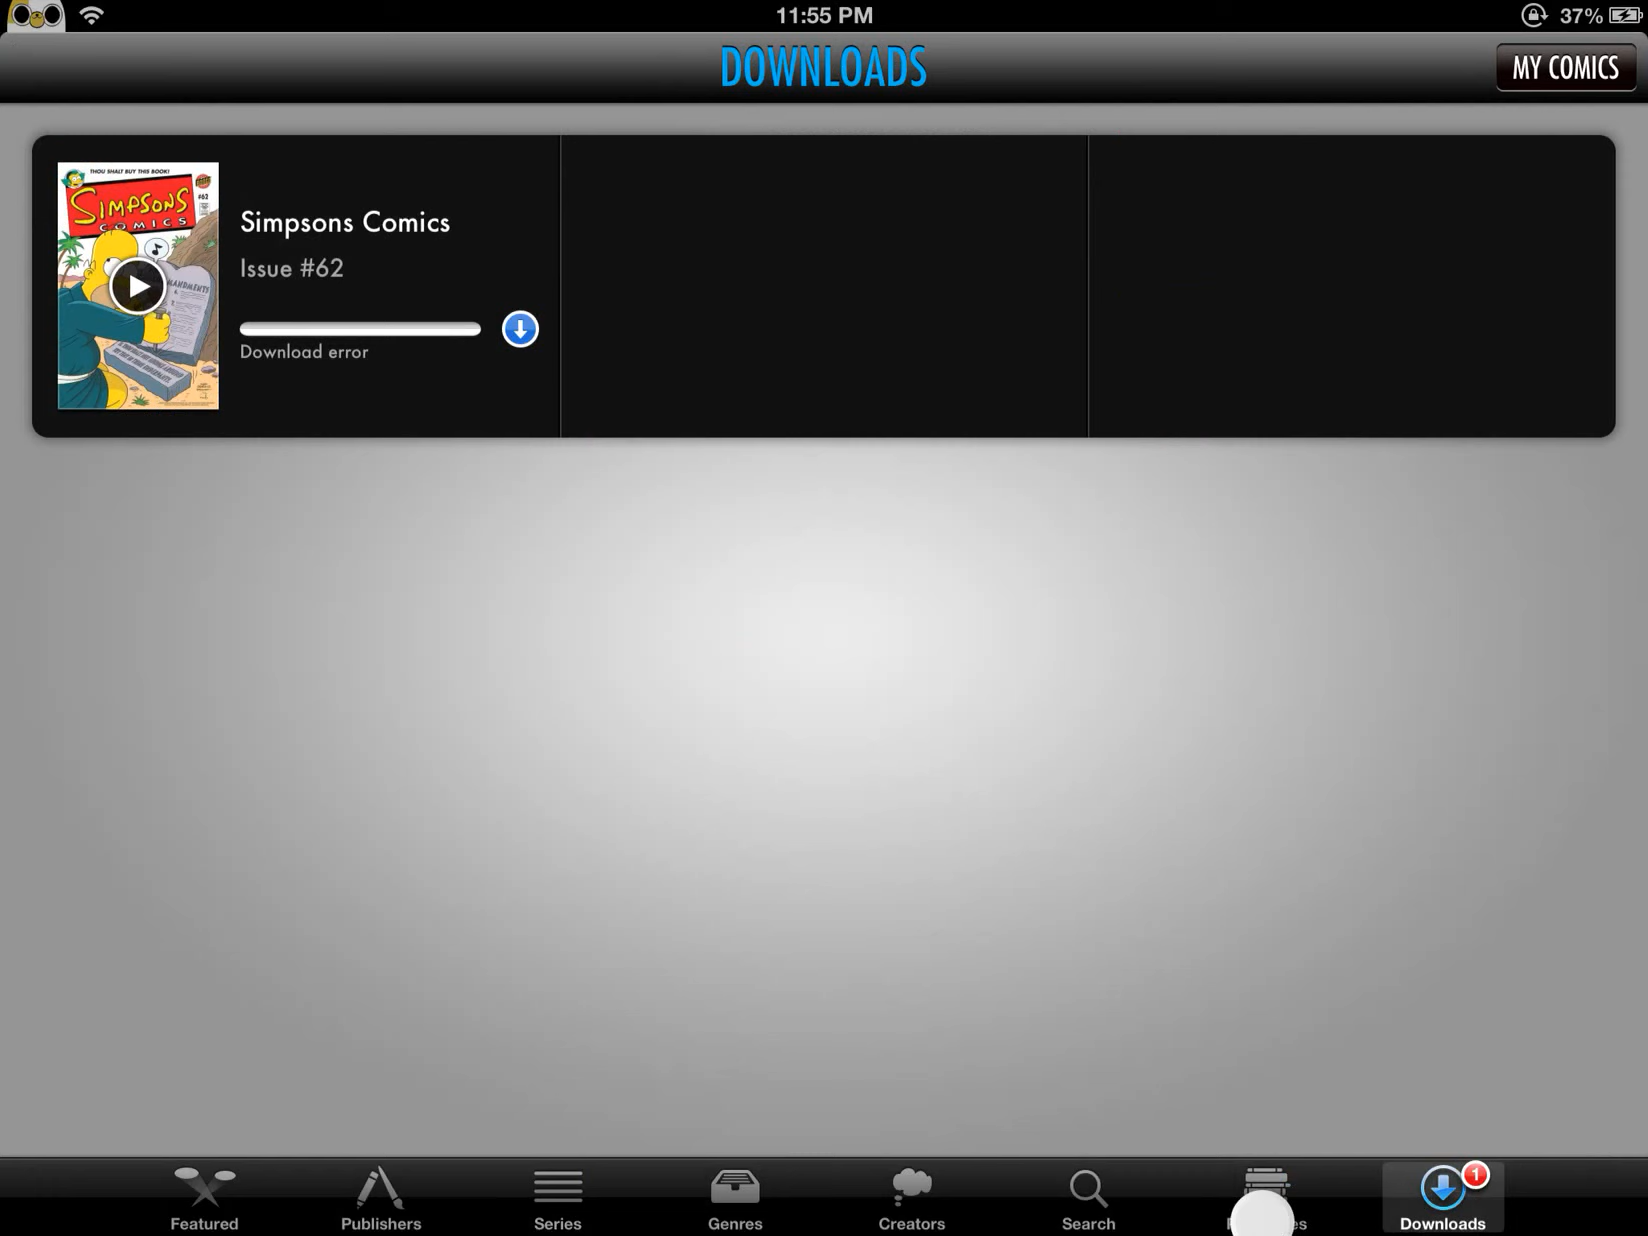 11:55 PM
37%
DOWNLOADS
MY COMICS
THOU SHALT BUY THIS BOOK!
SIMPSONS
COMICS
#62
Simpsons Comics
Issue #62
Download error
Featured
Publishers
Series
Genres
Creators
Search
Downloads
1